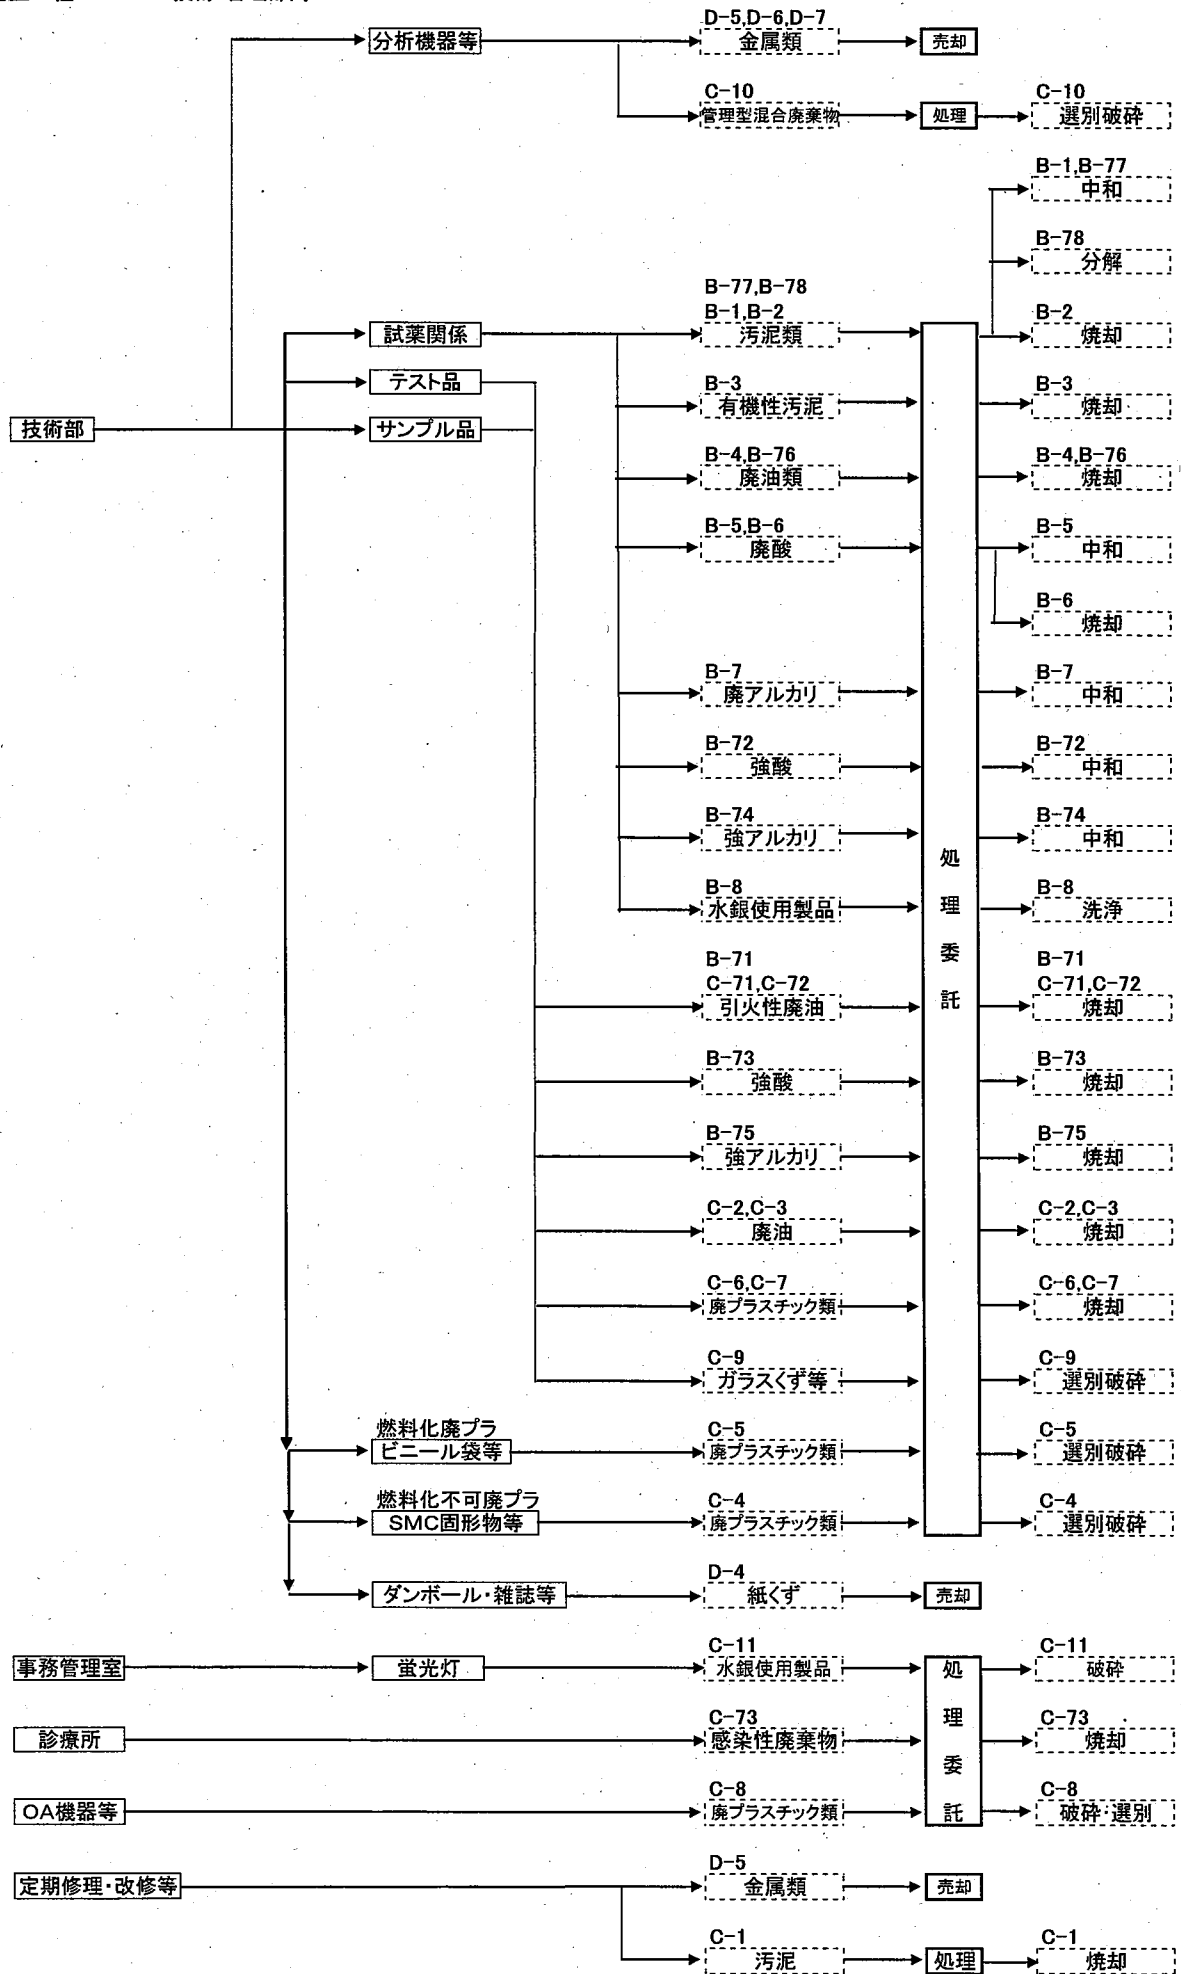 D-5,D-6,D-7
分析機器等 金属類 売却
C-10 C-10
管理型混合廃棄物 処理 選別破砕
B-1,B-77
中和
B-78
分解
B-77,B-78
B-1,B-2 B-2
試薬関係 汚泥類 焼却
テスト品
B-3 B-3
有機性汚泥 焼却
技術部 サンプル品
B-4,B-76 B-4,B-76
廃油類 焼却
B-5,B-6 B-5
廃酸 中和
B-6
焼却
B-7 B-7
廃アルカリ 中和
B-72 B-72
強酸 中和
B-74 B-74
強アルカリ 中和
処理委託
B-8 B-8
水銀使用製品 洗浄
B-71 B-71
C-71,C-72 C-71,C-72
引火性廃油 焼却
B-73 B-73
強酸 焼却
B-75 B-75
強アルカリ 焼却
C-2,C-3 C-2,C-3
廃油 焼却
C-6,C-7 C-6,C-7
廃プラスチック類 焼却
C-9 C-9
ガラスくず等 選別破砕
燃料化廃プラ C-5 C-5
ビニール袋等 廃プラスチック類 選別破砕
燃料化不可廃プラ C-4 C-4
SMC固形物等 廃プラスチック類 選別破砕
D-4
ダンボール・雑誌等 紙くず 売却
C-11 C-11
事務管理室 蛍光灯 水銀使用製品 破砕
処理委託
C-73 C-73
診療所 感染性廃棄物 焼却
C-8 C-8
OA機器等 廃プラスチック類 破砕・選別
D-5
定期修理・改修等 金属類 売却
C-1 C-1
汚泥 処理 焼却